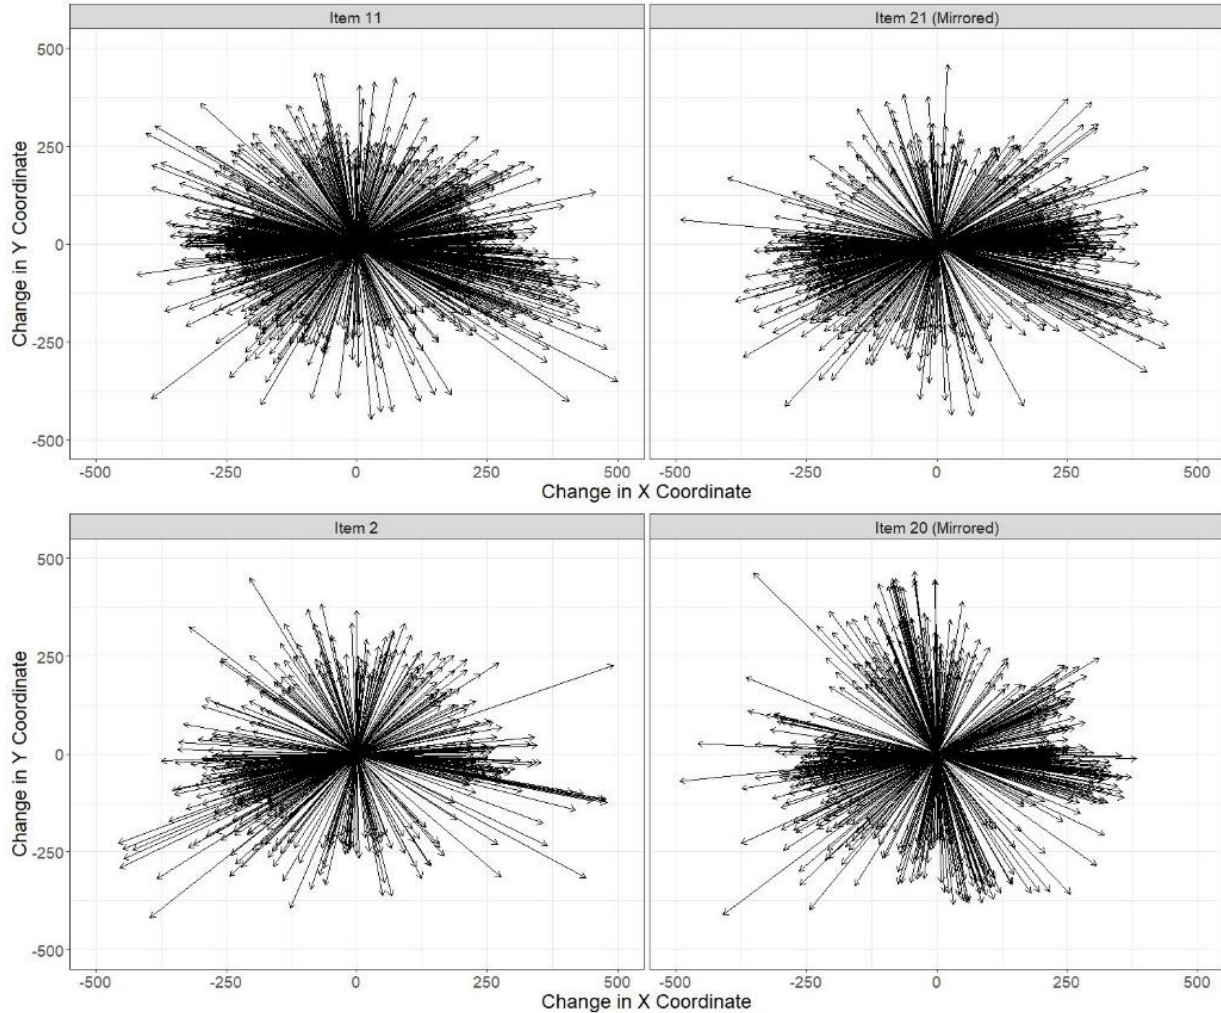 Item 11
Item 21 (Mirrored)
Change in Y Coordinate
500
250
0
-250
-500
-500 -250 0 250 500 -500 -250 0 250 500
Change in X Coordinate
Item 2
Item 20 (Mirrored)
Change in Y Coordinate
500
250
0
-250
-500
-500 -250 0 250 500 -500 -250 0 250 500
Change in X Coordinate